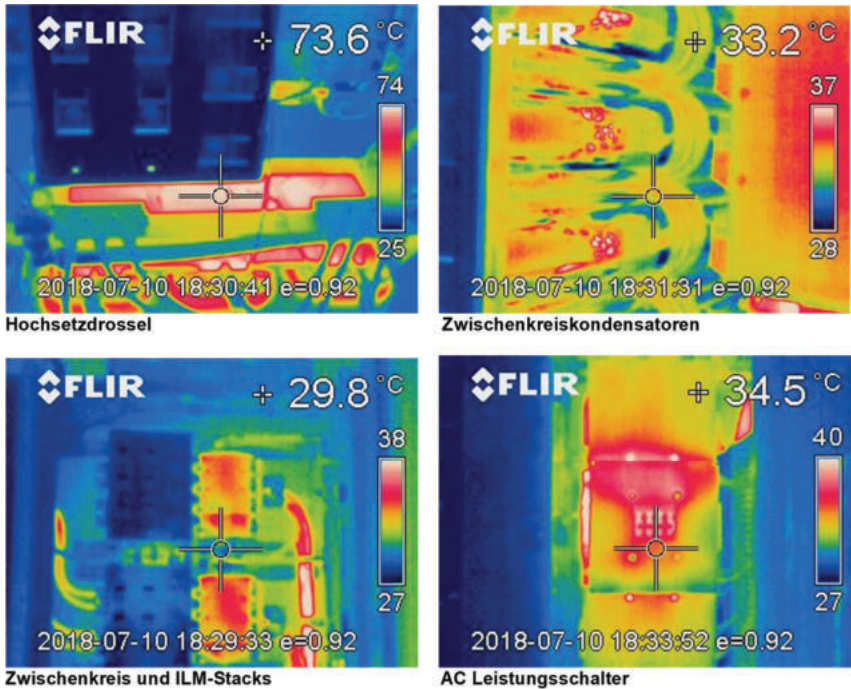 FLIR
73.6 °C
74
25
2018-07-10 18:30:41 e=0.92
Hochsetzdrossel
FLIR
33.2 °C
37
28
2018-07-10 18:31:31 e=0.92
Zwischenkreiskondensatoren
FLIR
29.8 °C
38
27
2018-07-10 18:29:33 e=0.92
Zwischenkreis und ILM-Stacks
FLIR
34.5 °C
40
27
2018-07-10 18:33:52 e=0.92
AC Leistungsschalter